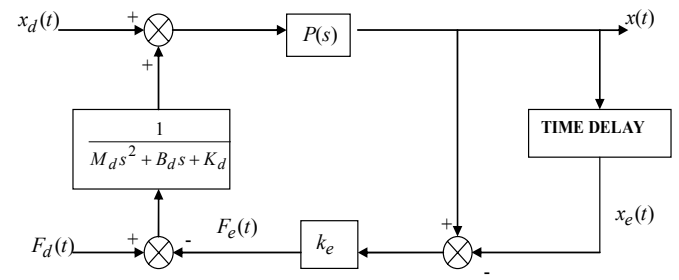 x_d(t)
+
P(s)
x(t)
+
1
M_d s^2 + B_d s + K_d
TIME DELAY
F_d(t)
+
-
F_e(t)
k_e
+
-
x_e(t)